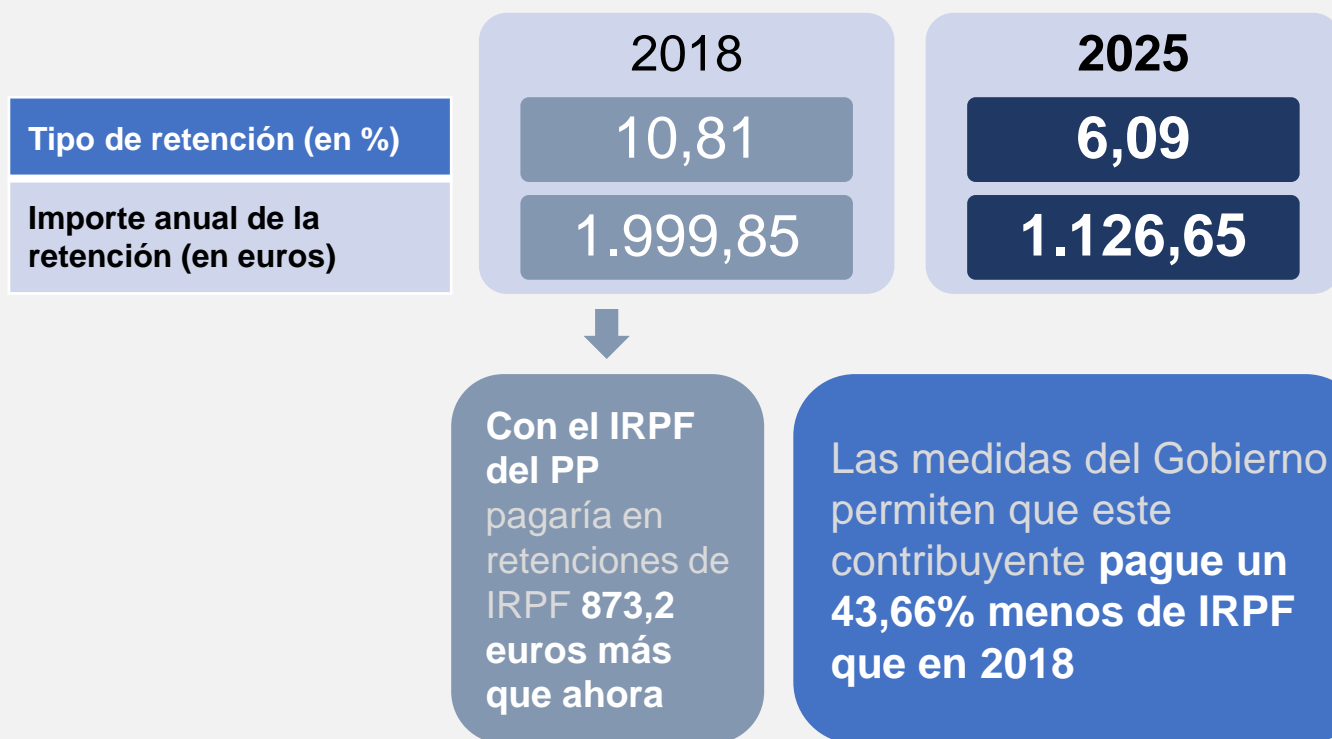 2018
2025
Tipo de retención (en %)
10,81
6,09
Importe anual de la
retención (en euros)
1.999,85
1.126,65
Con el IRPF
del PP
pagaría en
retenciones de
IRPF 873,2
euros más
que ahora
Las medidas del Gobierno
permiten que este
contribuyente pague un
43,66% menos de IRPF
que en 2018